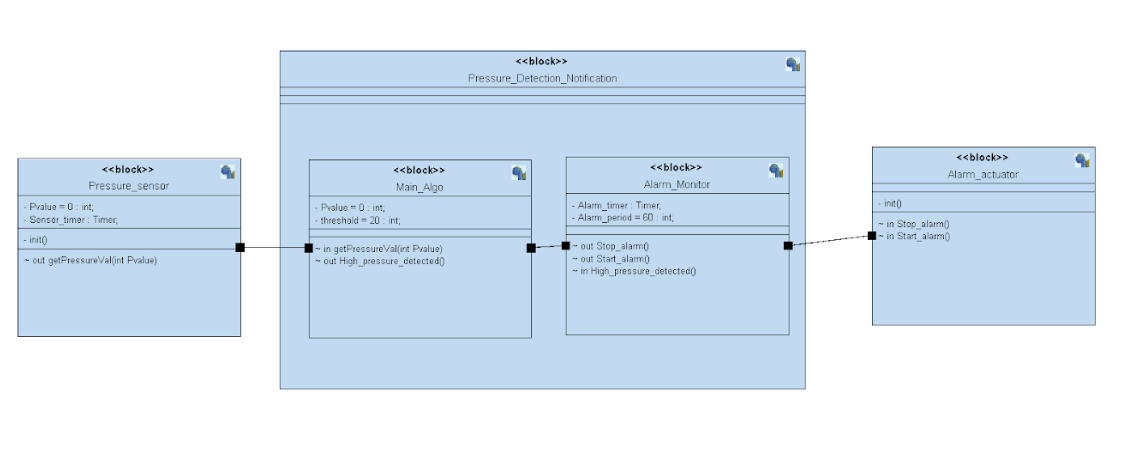 <<block>>
Pressure_Detection_Notification
<<block>>
Pressure_sensor
- Pvalue = 0 : int;
- Sensor_timer : Timer;
- init()
~ out getPressureVal(int Pvalue)
<<block>>
Main_Algo
- Pvalue = 0 : int;
- threshold = 20 : int;
~ in getPressureVal(int Pvalue)
~ out High_pressure_detected()
<<block>>
Alarm_Monitor
- Alarm_timer : Timer;
- Alarm_period = 60 : int;
~ out Stop_alarm()
~ out Start_alarm()
~ in High_pressure_detected()
<<block>>
Alarm_actuator
- init()
~ in Stop_alarm()
~ in Start_alarm()